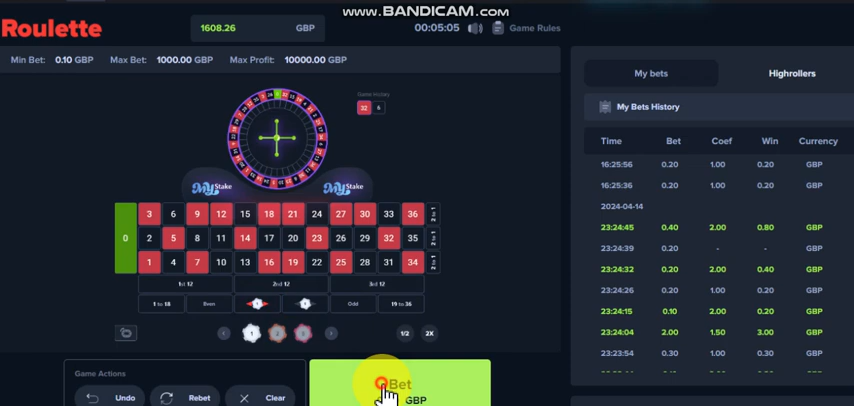 www.BANDICAM.com
Roulette
1608.26 GBP
00:05:05
Game Rules
Min Bet: 0.10 GBP Max Bet: 1000.00 GBP Max Profit: 10000.00 GBP
Game History
32 6
My Stake My Stake
3 6 9 12 15 18 21 24 27 30 33 36 2 to 1
0
2 5 8 11 14 17 20 23 26 29 32 35 2 to 1
1 4 7 10 13 16 19 22 25 28 31 34 2 to 1
1st 12 2nd 12 3rd 12
1 to 18 Even Odd 19 to 36
1
1/2 2X
Game Actions
Undo Rebet Clear
Bet
GBP
My bets Highrollers
My Bets History
Time Bet Coef Win Currency
16:25:56 0.20 1.00 0.20 GBP
16:25:36 0.20 1.00 0.20 GBP
2024-04-14
23:24:45 0.40 2.00 0.80 GBP
23:24:39 0.20 - - GBP
23:24:32 0.20 2.00 0.40 GBP
23:24:26 0.20 1.00 0.20 GBP
23:24:15 0.10 2.00 0.20 GBP
23:24:04 2.00 1.50 3.00 GBP
23:23:54 0.30 1.00 0.30 GBP